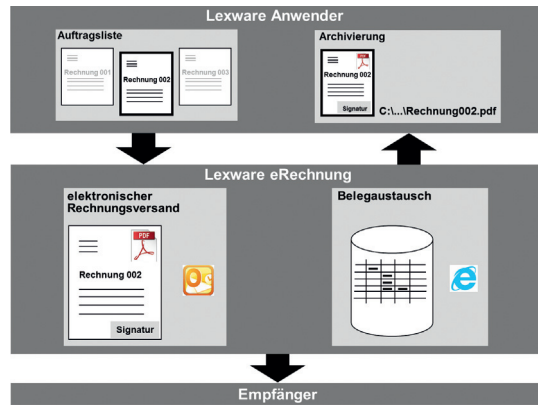 Lexware Anwender
Auftragsliste
Rechnung 001
Rechnung 002
Rechnung 003
Archivierung
PDF
Rechnung 002
Signatur
C:\...\Rechnung002.pdf
Lexware eRechnung
elektronischer
Rechnungsversand
PDF
Rechnung 002
Signatur
Belegaustausch
Empfänger